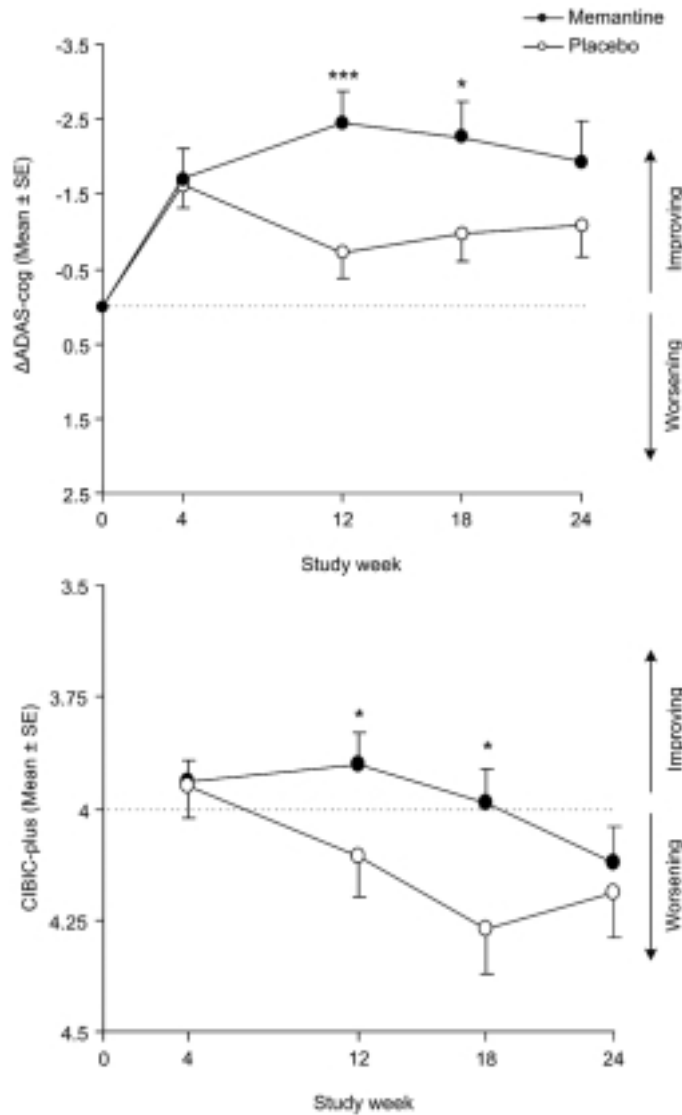 Memantine
Placebo
-3.5
***
*
-2.5
-1.5
-0.5
0.5
1.5
2.5
ΔADAS-cog (Mean ± SE)
Improving
Worsening
0 4 12 18 24
Study week
3.5
3.75
*
*
4
4.25
4.5
CIBIC-plus (Mean ± SE)
Improving
Worsening
0 4 12 18 24
Study week